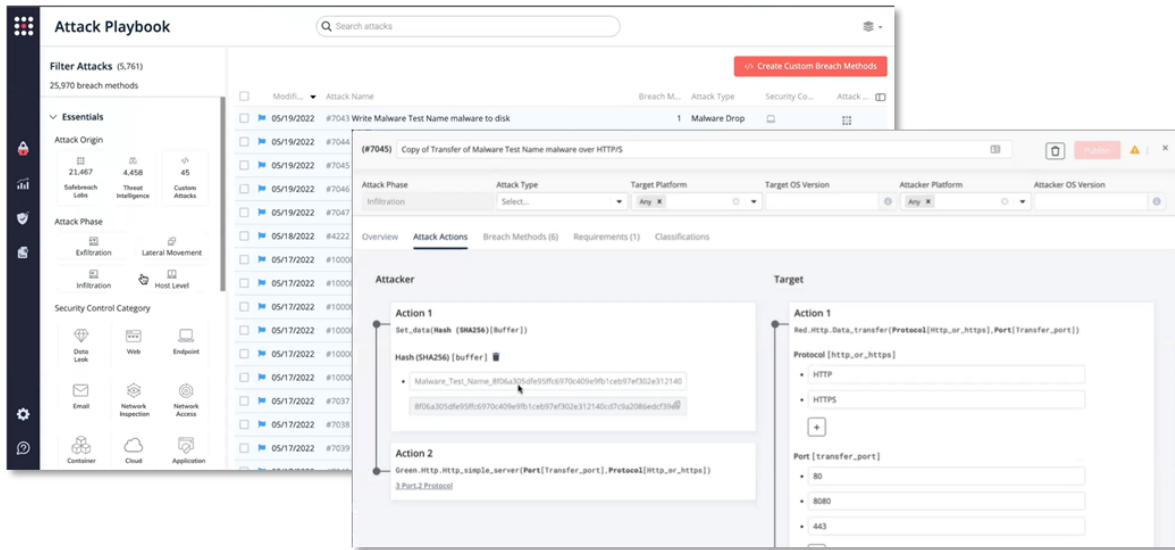 Attack Playbook
Search attacks
Filter Attacks (5,761)
25,970 breach methods
</> Create Custom Breach Methods
Modifi... Attack Name Breach M... Attack Type Security Co... Attack ...
Essentials
Attack Origin
21,467 4,458 45
Safebreach Labs Threat Intelligence Custom Attacks
Attack Phase
Exfiltration Lateral Movement
Infiltration Host Level
Security Control Category
Data Leak Web Endpoint
Email Network Inspection Network Access
Container Cloud Application
05/19/2022 #7043 Write Malware Test Name malware to disk 1 Malware Drop
05/19/2022 #7044
05/19/2022 #7045
05/19/2022 #7046
05/19/2022 #7047
05/18/2022 #4222
05/17/2022 #1000
05/17/2022 #1000
05/17/2022 #1000
05/17/2022 #1000
05/17/2022 #1000
05/17/2022 #1000
05/17/2022 #7037
05/17/2022 #7038
05/17/2022 #7039
(#7045) Copy of Transfer of Malware Test Name malware over HTTP/S
Publish
Attack Phase Attack Type Target Platform Target OS Version Attacker Platform Attacker OS Version
Infiltration Select... Any Any
Overview Attack Actions Breach Methods (6) Requirements (1) Classifications
Attacker
Action 1
Set_data(Hash (SHA256)[Buffer])
Hash (SHA256) [buffer]
Malware_Test_Name_8f06a305dfe95ffc6970c409e9fb1ceb97ef302e312140
8f06a305dfe95ffc6970c409e9fb1ceb97ef302e312140cd7c9a2086edcf39e
Action 2
Green.Http.Http_simple_server(Port[Transfer_port],Protocol[Http_or_https])
3 Port,2 Protocol
Target
Action 1
Red.Http.Data_transfer(Protocol[Http_or_https],Port[Transfer_port])
Protocol [http_or_https]
HTTP
HTTPS
+
Port [transfer_port]
80
8080
443